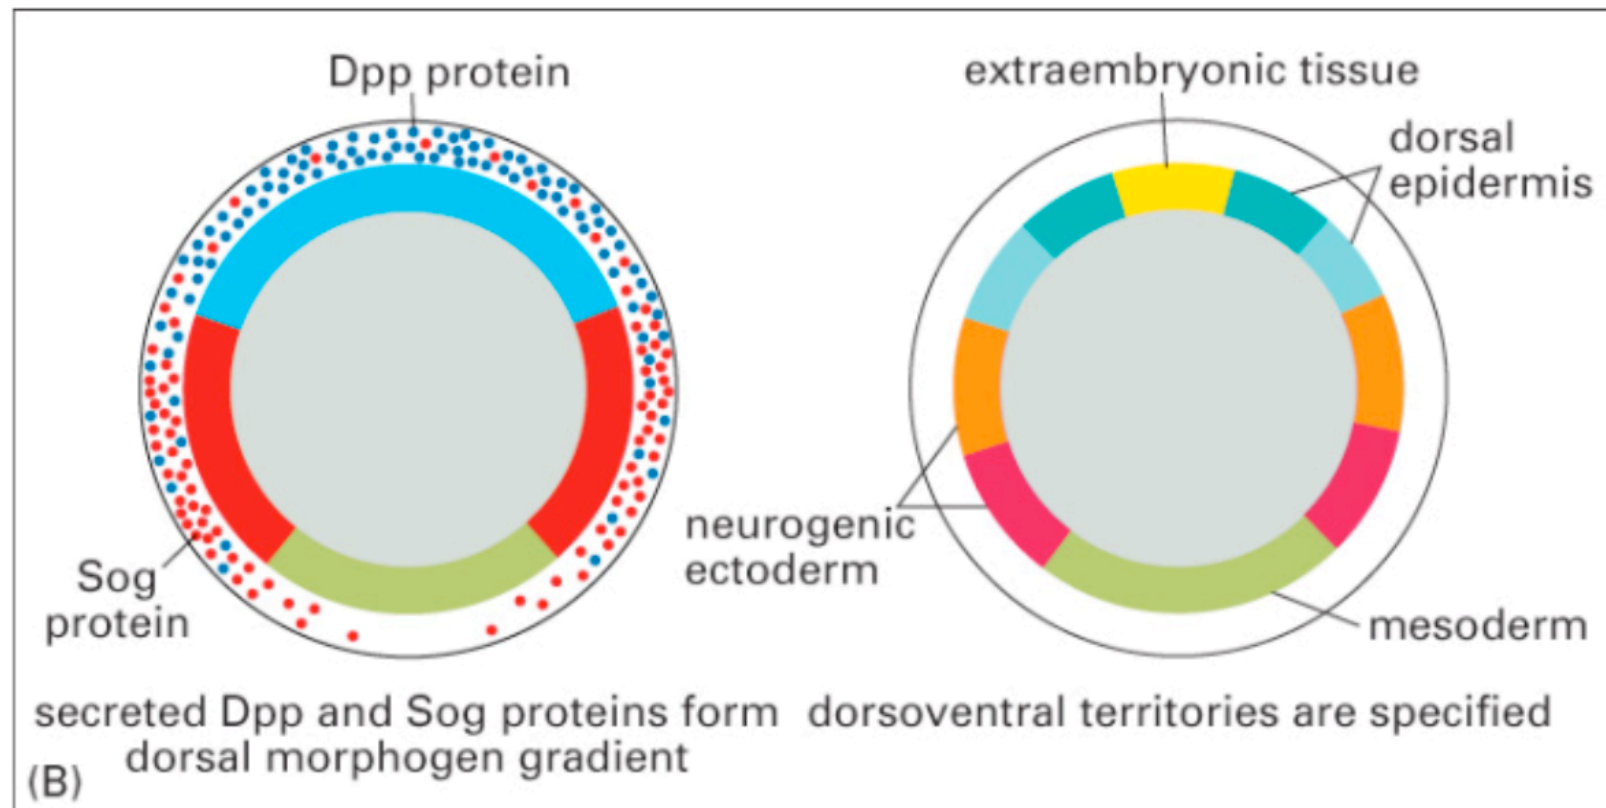 Dpp protein
extraembryonic tissue
dorsal
epidermis
neurogenic
ectoderm
Sog
protein
mesoderm
secreted Dpp and Sog proteins form
dorsal morphogen gradient
dorsoventral territories are specified
(B)